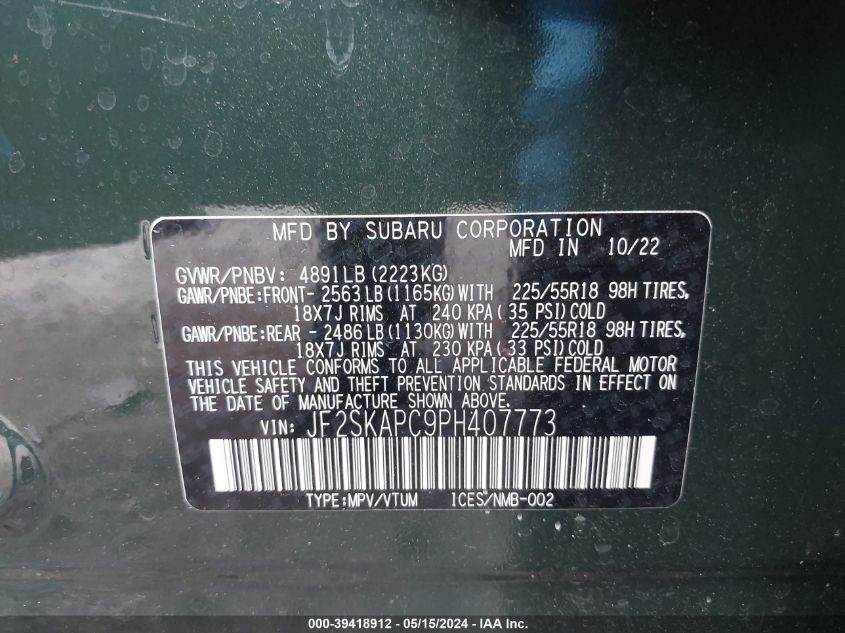 MFD BY SUBARU CORPORATION
MFD IN 10/22
GVWR/PNBV: 4891LB(2223KG)
GAWR/PNBE:FRONT- 2563LB(1165KG)WITH 225/55R18 98H TIRES,
18X7J RIMS AT 240KPA(35 PSI)COLD
GAWR/PNBE:REAR - 2486LB(1130KG)WITH 225/55R18 98H TIRES,
18X7J RIMS AT 230KPA(33 PSI)COLD
THIS VEHICLE CONFORMS TO ALL APPLICABLE FEDERAL MOTOR
VEHICLE SAFETY AND THEFT PREVENTION STANDARDS IN EFFECT ON
THE DATE OF MANUFACTURE SHOWN ABOVE.
VIN: JF2SKAPC9PH407773
TYPE:MPV/VTUM ICES/NMB-002
000-39418912 - 05/15/2024 - IAA Inc.